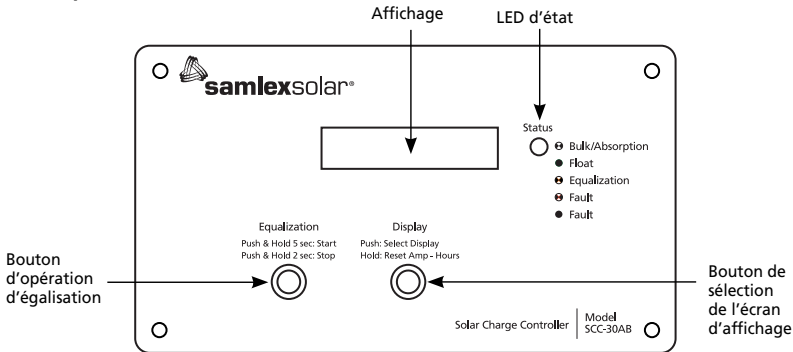 Affichage
LED d'état
samlexsolar®
Status
Bulk/Absorption
Float
Equalization
Fault
Fault
Equalization
Push & Hold 5 sec: Start
Push & Hold 2 sec: Stop
Display
Push: Select Display
Hold: Reset Amp - Hours
Bouton
d'opération
d'égalisation
Bouton de
sélection
de l'écran
d'affichage
Solar Charge Controller
Model
SCC-30AB